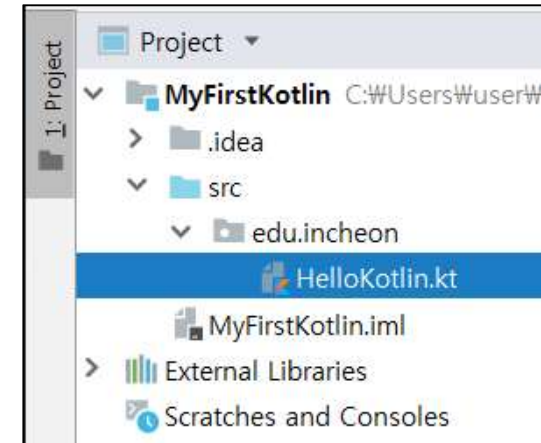 1: Project
Project
MyFirstKotlin C:₩Users₩user₩
.idea
src
edu.incheon
HelloKotlin.kt
MyFirstKotlin.iml
External Libraries
Scratches and Consoles